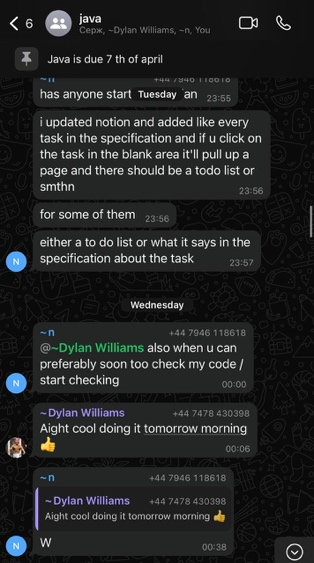 6
java
Серж, ~Dylan Williams, ~n, You
Java is due 7 th of april
~n +44 7946 118618
has anyone start
Tuesday
an
23:55
i updated notion and added like every
task in the specification and if u click on
the task in the blank area it'll pull up a
page and there should be a todo list or
smthn
23:56
for some of them 23:56
either a to do list or what it says in the
specification about the task
23:57
N
Wednesday
~n +44 7946 118618
@~Dylan Williams also when u can
preferably soon too check my code /
start checking
00:00
N
~Dylan Williams +44 7478 430398
Aight cool doing it tomorrow morning
👍
00:06
~n +44 7946 118618
~Dylan Williams +44 7478 430398
Aight cool doing it tomorrow morning 👍
W
00:38
N